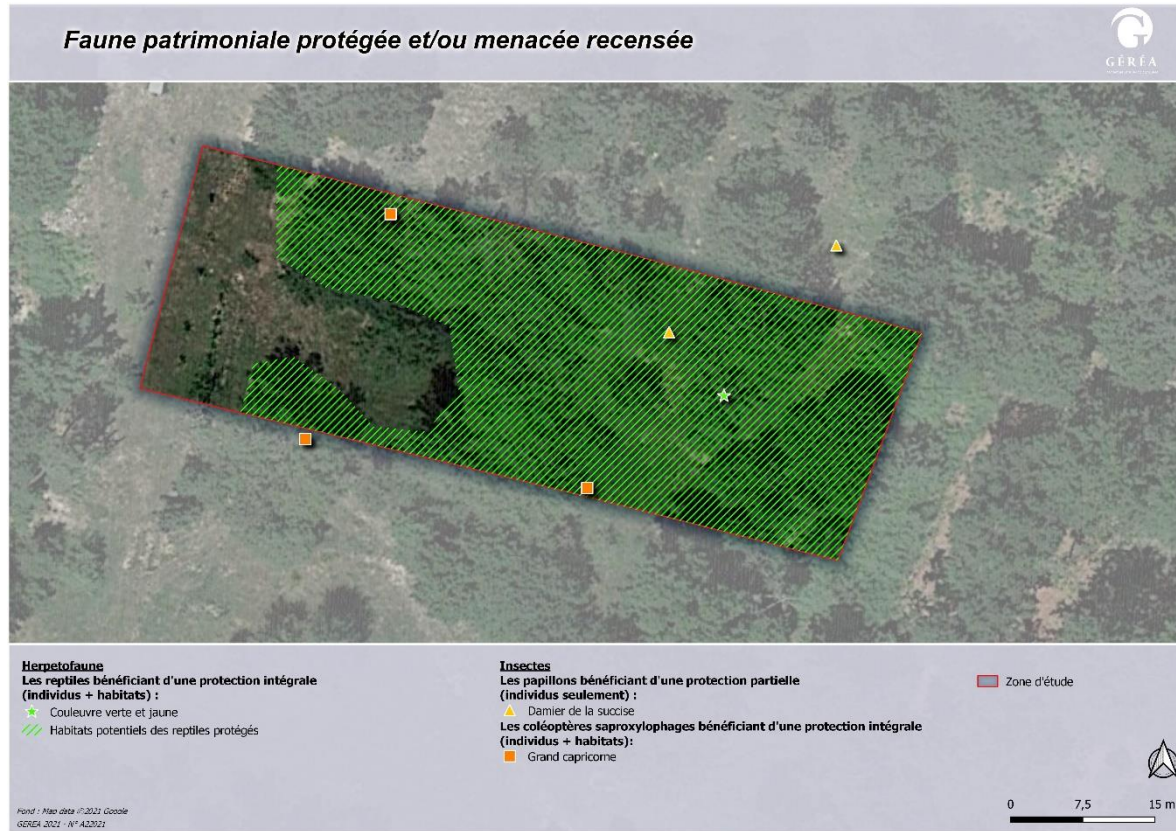 Faune patrimoniale protégée et/ou menacée recensée
GÉRÉA
Herpetofaune
Les reptiles bénéficiant d'une protection intégrale
(individus + habitats) :
Couleuvre verte et jaune
Habitats potentiels des reptiles protégés
Insectes
Les papillons bénéficiant d'une protection partielle
(individus seulement) :
Damier de la succise
Les coléoptères saproxylophages bénéficiant d'une protection intégrale
(individus + habitats):
Grand capricorne
Zone d'étude
0 7,5 15 m
Fond : Map data ©2021 Google
GEREA 2021 - N° A22021